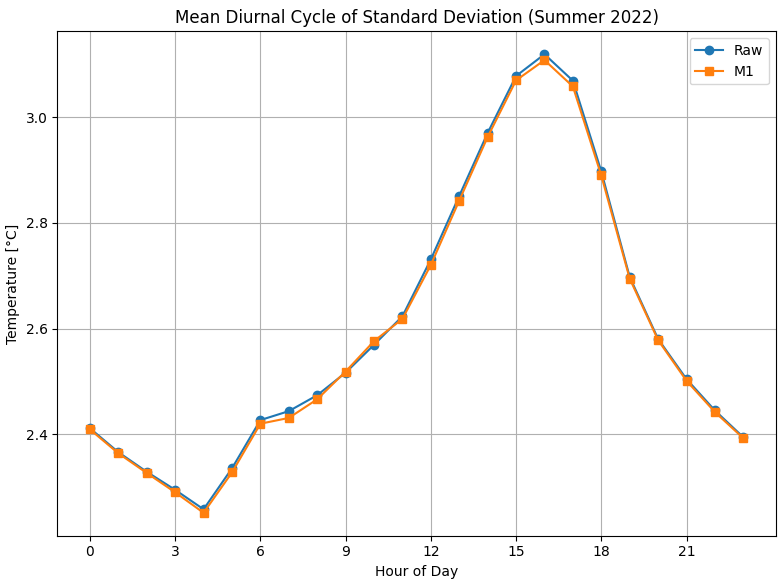 Mean Diurnal Cycle of Standard Deviation (Summer 2022)
Raw
M1
Temperature [°C]
3.0
2.8
2.6
2.4
0 3 6 9 12 15 18 21
Hour of Day